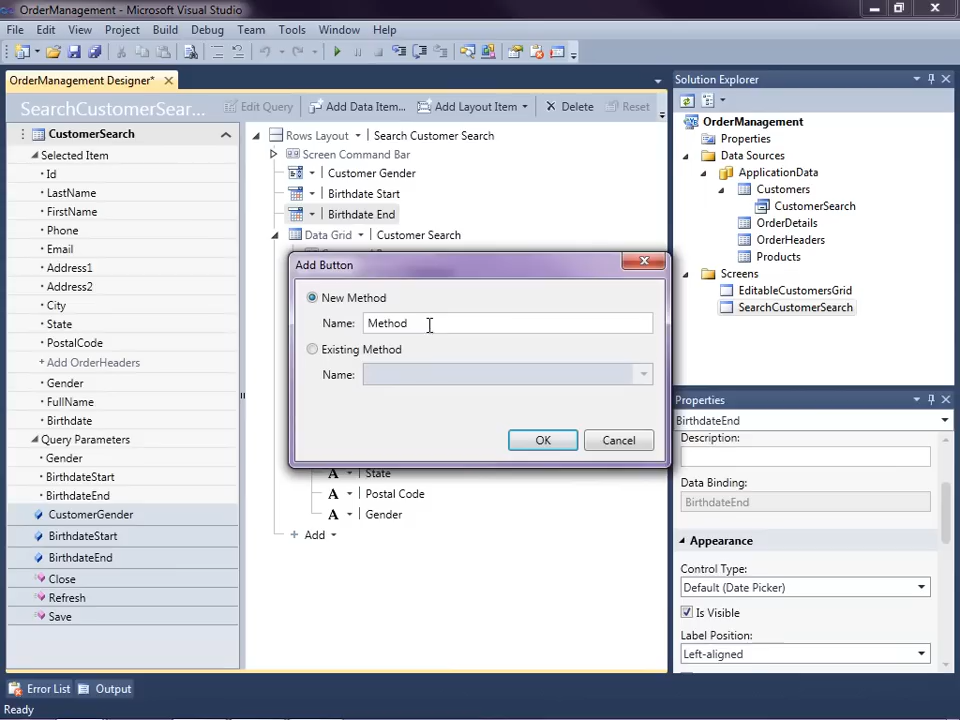 OrderManagement - Microsoft Visual Studio
File Edit View Project Build Debug Team Tools Window Help
OrderManagement Designer*
SearchCustomerSear...
Edit Query
Add Data Item...
Add Layout Item
Delete
Reset
CustomerSearch
Selected Item
Id
LastName
FirstName
Phone
Email
Address1
Address2
City
State
PostalCode
Add OrderHeaders
Gender
FullName
Birthdate
Query Parameters
Gender
BirthdateStart
BirthdateEnd
CustomerGender
BirthdateStart
BirthdateEnd
Close
Refresh
Save
Rows Layout | Search Customer Search
Screen Command Bar
| Customer Gender
| Birthdate Start
| Birthdate End
Data Grid | Customer Search
Add Button
New Method
Name: Method
Existing Method
Name:
OK
Cancel
A | State
A | Postal Code
A | Gender
+ Add
Solution Explorer
OrderManagement
Properties
Data Sources
ApplicationData
Customers
CustomerSearch
OrderDetails
OrderHeaders
Products
Screens
EditableCustomersGrid
SearchCustomerSearch
Properties
BirthdateEnd
Description:
Data Binding:
BirthdateEnd
Appearance
Control Type:
Default (Date Picker)
Is Visible
Label Position:
Left-aligned
Error List
Output
Ready